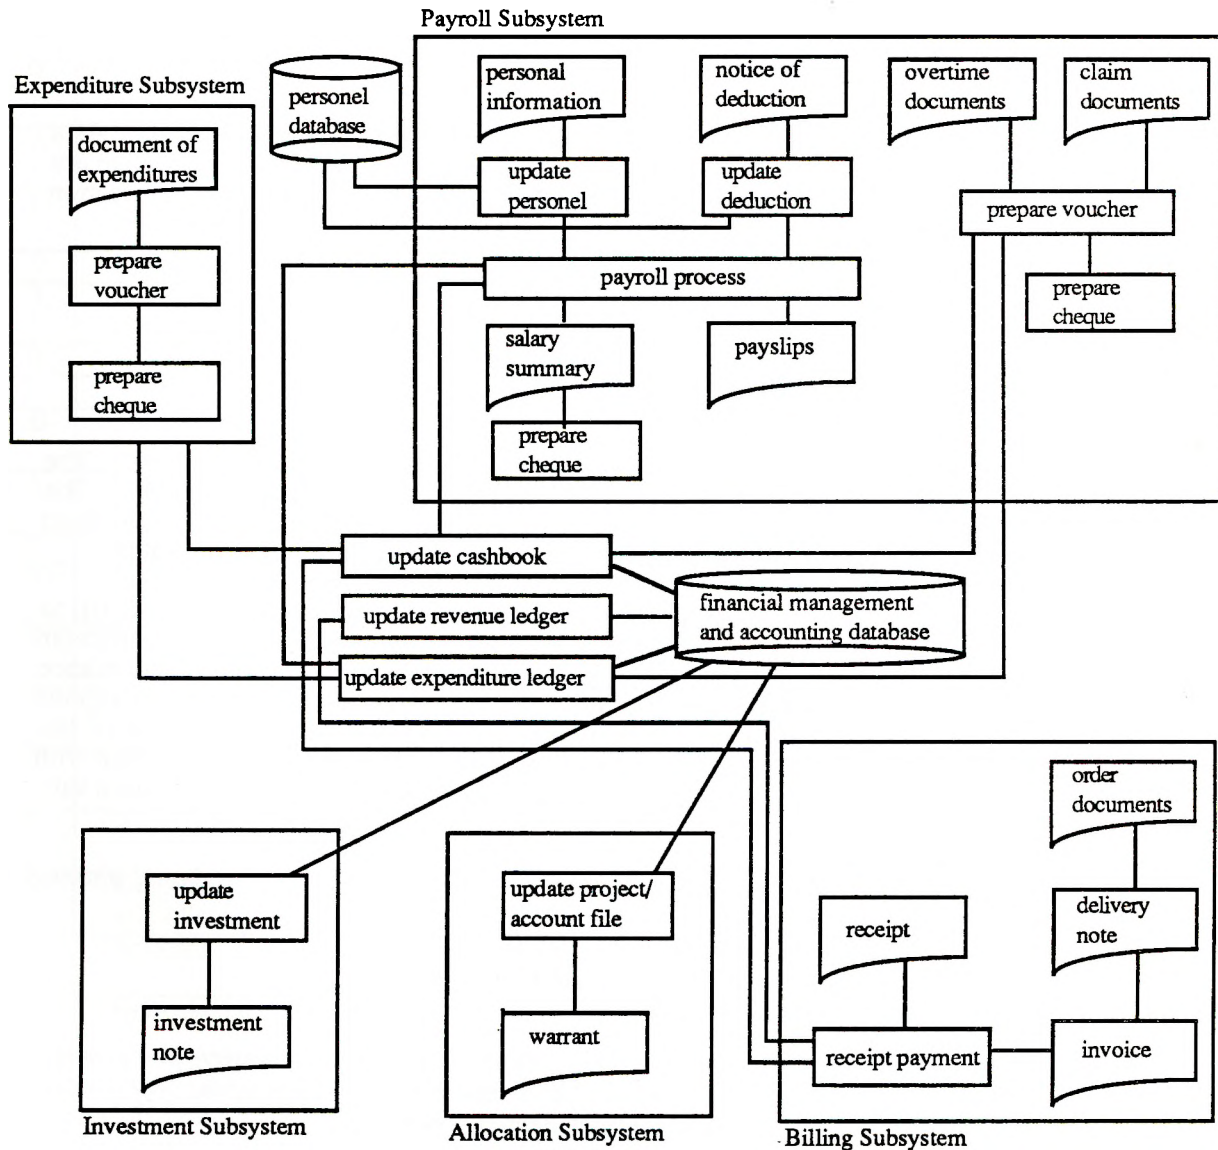 Payroll Subsystem
Expenditure Subsystem
document of
expenditures
prepare
voucher
prepare
cheque
personel
database
personal
information
notice of
deduction
overtime
documents
claim
documents
update
personel
update
deduction
prepare voucher
payroll process
prepare
cheque
salary
summary
payslips
prepare
cheque
update cashbook
update revenue ledger
update expenditure ledger
financial management
and accounting database
update
investment
investment
note
Investment Subsystem
update project/
account file
warrant
Allocation Subsystem
order
documents
delivery
note
receipt
receipt payment
invoice
Billing Subsystem